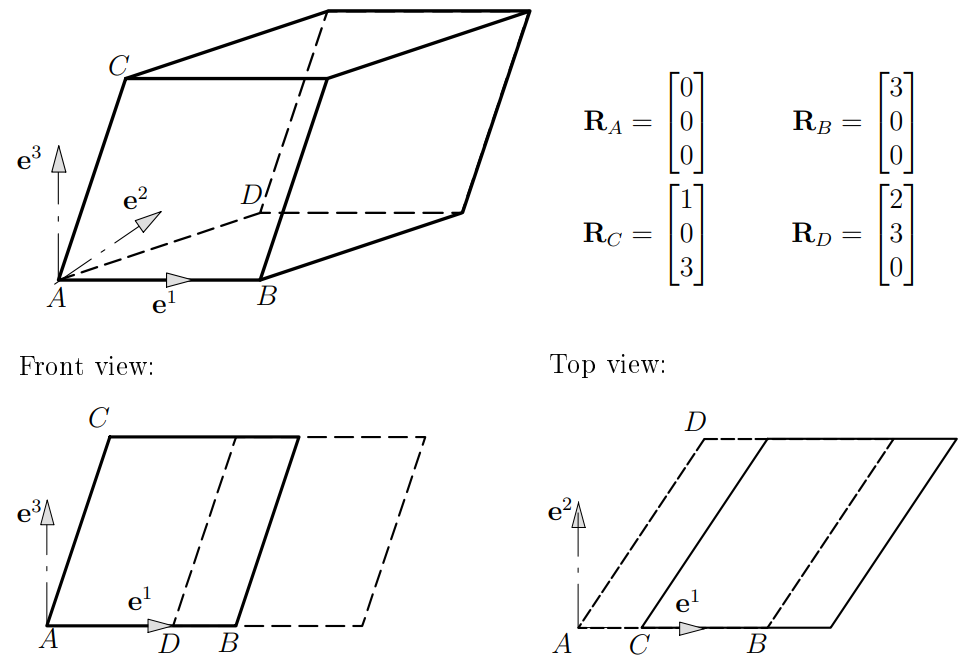 C
e³
e²
D
A
e¹
B
R_A = [0 0 0]
R_B = [3 0 0]
R_C = [1 0 3]
R_D = [2 3 0]
Front view:
Top view:
C
e³
e¹
A
D
B
D
e²
e¹
A
C
B